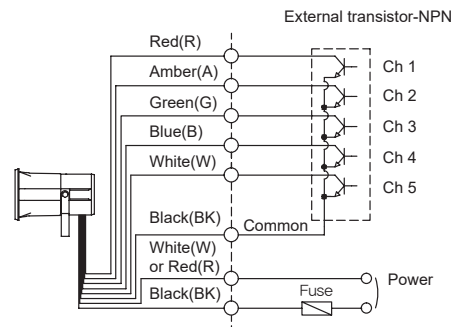 External transistor-NPN
Red(R)
Ch 1
Amber(A)
Ch 2
Green(G)
Ch 3
Blue(B)
Ch 4
White(W)
Ch 5
Black(BK)
Common
White(W)
or Red(R)
Power
Black(BK)
Fuse